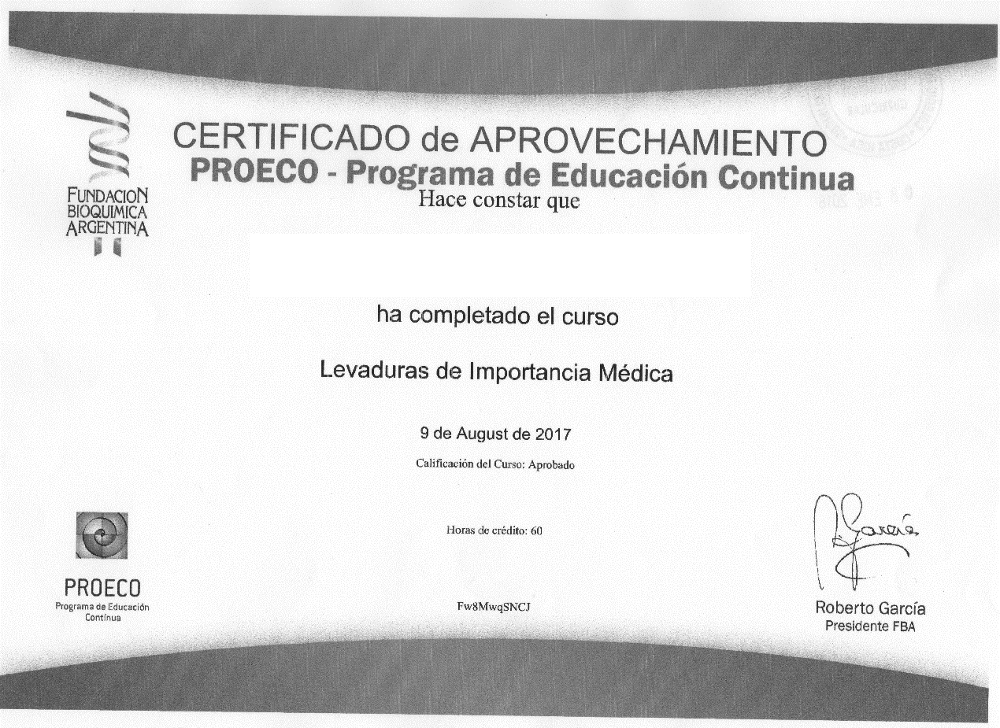 CERTIFICADO de APROVECHAMIENTO
PROECO - Programa de Educación Continua
Hace constar que
FUNDACION
BIOQUIMICA
ARGENTINA
ha completado el curso
Levaduras de Importancia Médica
9 de August de 2017
Calificación del Curso: Aprobado
Horas de crédito: 60
PROECO
Programa de Educación
Contínua
Fw8MwqSNCJ
García
Roberto García
Presidente FBA